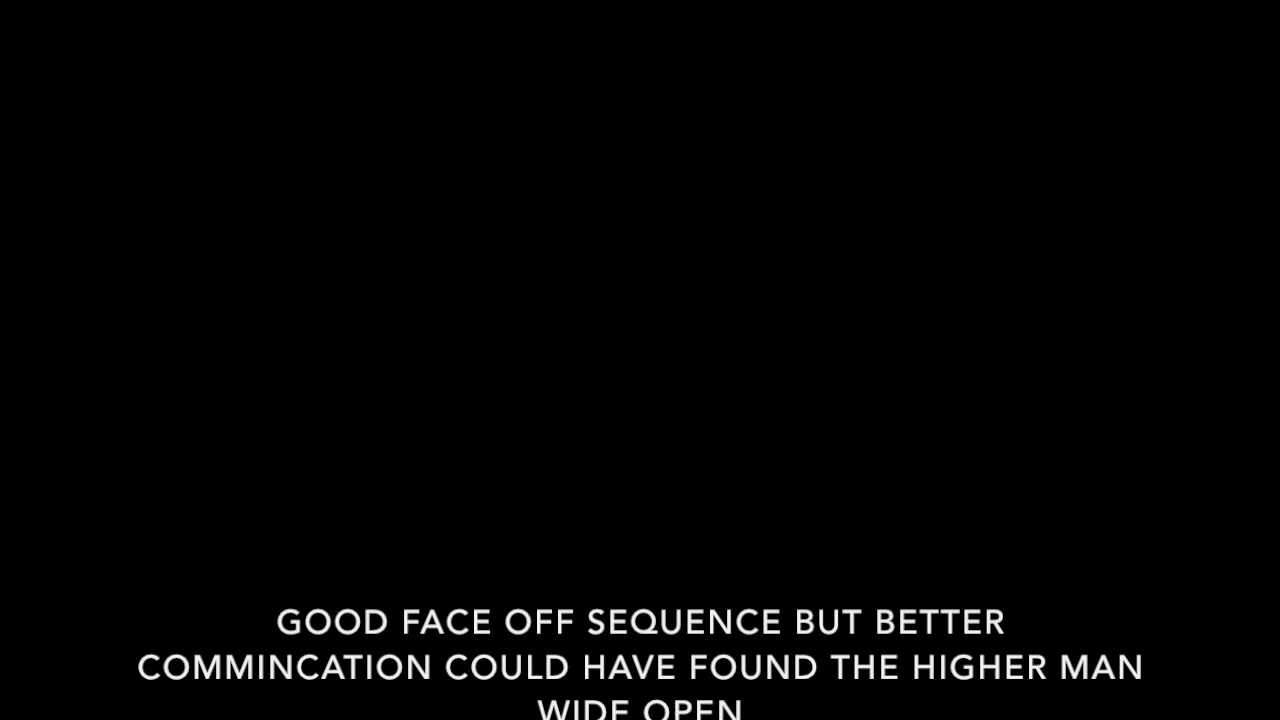 GOOD FACE OFF SEQUENCE BUT BETTER
COMMINCATION COULD HAVE FOUND THE HIGHER MAN
WIDE OPEN